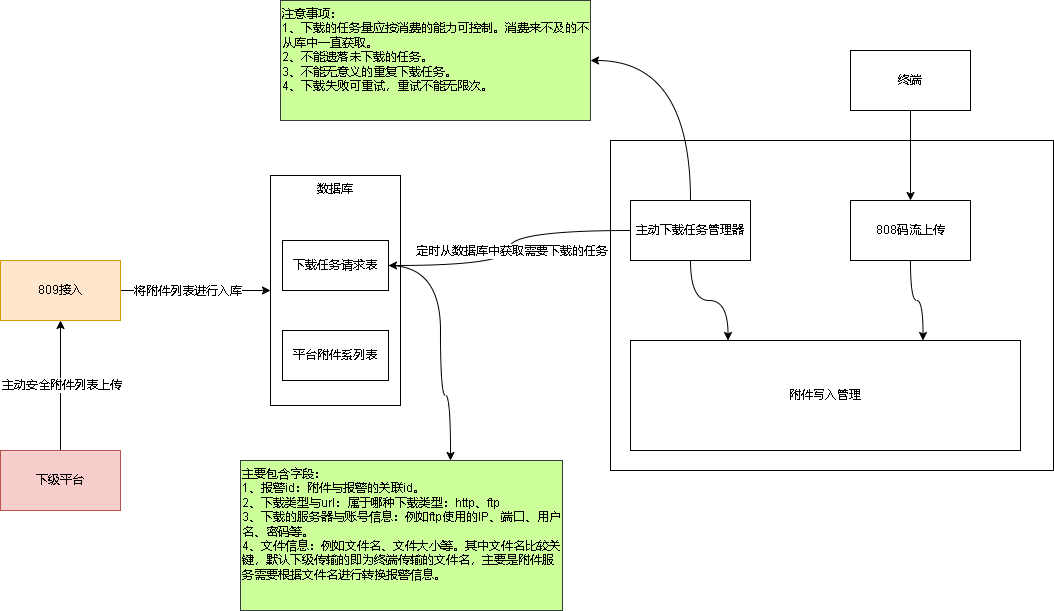 注意事项：
1、下载的任务量应按消费的能力可控制。消费来不及的不
从库中一直获取。
2、不能遗落未下载的任务。
3、不能无意义的重复下载任务。
4、下载失败可重试，重试不能无限次。
终端
数据库
主动下载任务管理器
808码流上传
定时从数据库中获取需要下载的任务
下载任务请求表
809接入
将附件列表进行入库
平台附件系列表
主动安全附件列表上传
附件写入管理
下级平台
主要包含字段：
1、报警id：附件与报警的关联id。
2、下载类型与url：属于哪种下载类型：http、ftp
3、下载的服务器与账号信息：例如ftp使用的IP、端口、用户
名、密码等。
4、文件信息：例如文件名、文件大小等。其中文件名比较关
键，默认下级传输的即为终端传输的文件名，主要是附件服
务需要根据文件名进行转换报警信息。